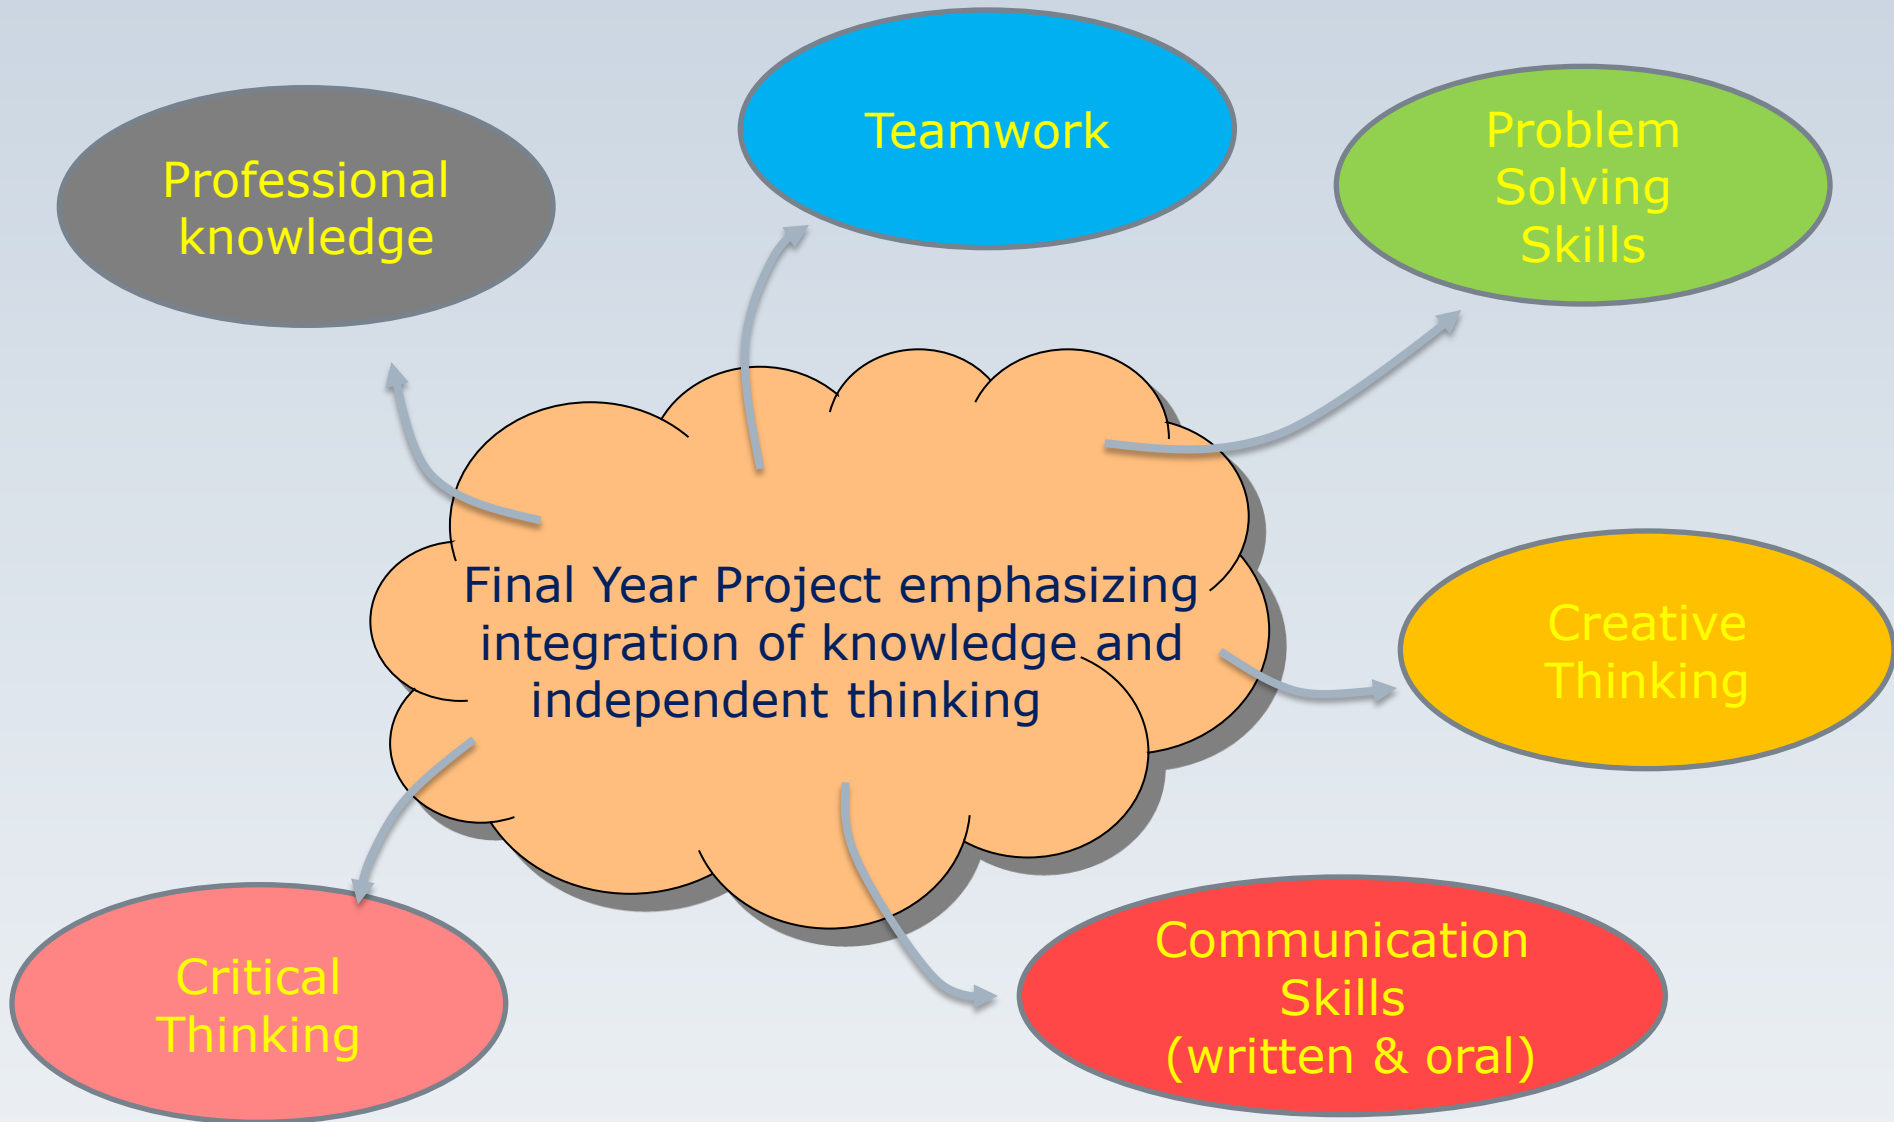 Professional
knowledge
Teamwork
Problem
Solving
Skills
Final Year Project emphasizing
integration of knowledge and
independent thinking
Creative
Thinking
Critical
Thinking
Communication
Skills
(written & oral)